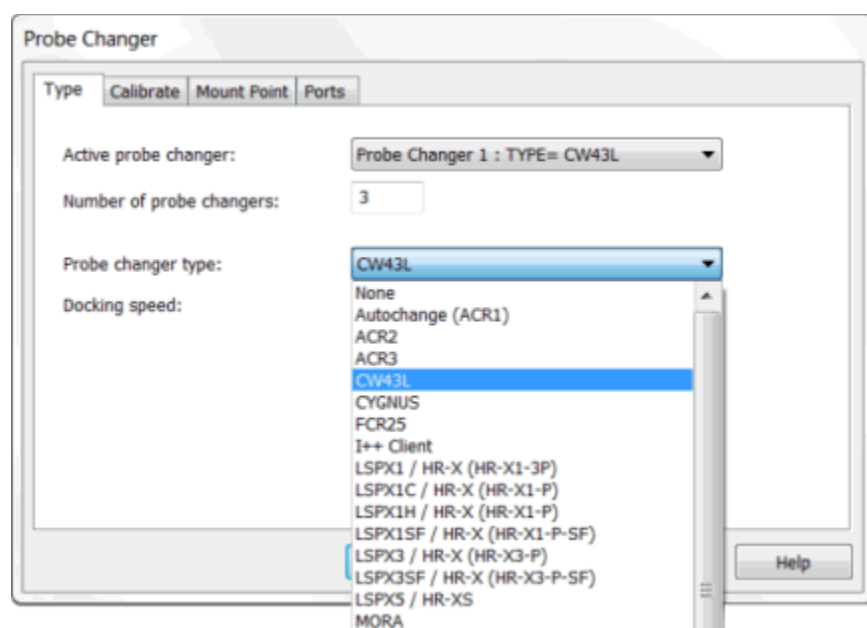 Probe Changer
Type Calibrate Mount Point Ports
Active probe changer: Probe Changer 1 : TYPE= CW43L
Number of probe changers: 3
Probe changer type: CW43L
Docking speed:
None
Autochange (ACR1)
ACR2
ACR3
CW43L
CYGNUS
FCR25
I++ Client
LSPX1 / HR-X (HR-X1-3P)
LSPX1C / HR-X (HR-X1-P)
LSPX1H / HR-X (HR-X1-P)
LSPX1SF / HR-X (HR-X1-P-SF)
LSPX3 / HR-X (HR-X3-P)
LSPX3SF / HR-X (HR-X3-P-SF)
LSPX5 / HR-XS
MORA
Help